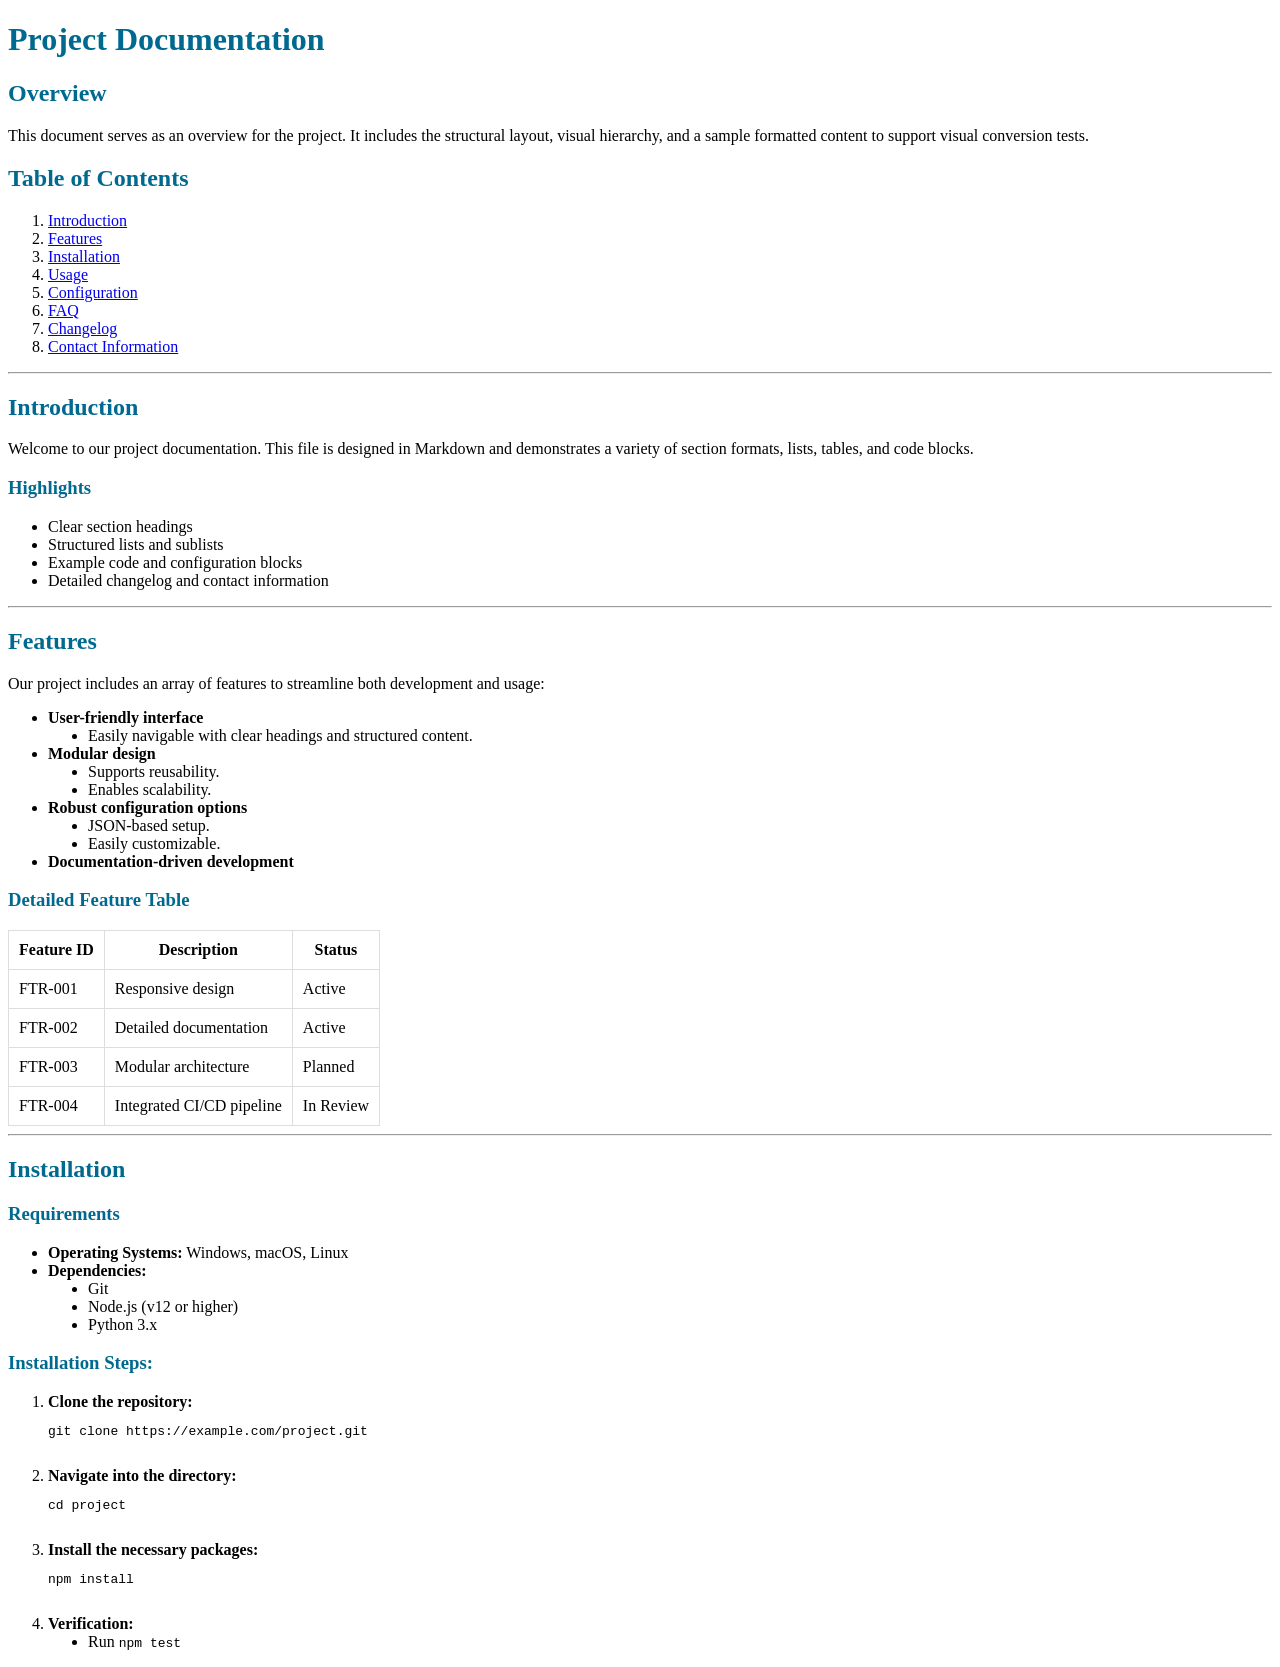 Project Documentation
Overview
This document serves as an overview for the project. It includes the structural layout, visual hierarchy, and a sample formatted content to support visual conversion tests.
Table of Contents
1. Introduction
2. Features
3. Installation
4. Usage
5. Configuration
6. FAQ
7. Changelog
8. Contact Information
Introduction
Welcome to our project documentation. This file is designed in Markdown and demonstrates a variety of section formats, lists, tables, and code blocks.
Highlights
• Clear section headings
• Structured lists and sublists
• Example code and configuration blocks
• Detailed changelog and contact information
Features
Our project includes an array of features to streamline both development and usage:
• User-friendly interface
• Easily navigable with clear headings and structured content.
• Modular design
• Supports reusability.
• Enables scalability.
• Robust configuration options
• JSON-based setup.
• Easily customizable.
• Documentation-driven development
Detailed Feature Table
Feature ID Description Status
FTR-001 Responsive design Active
FTR-002 Detailed documentation Active
FTR-003 Modular architecture Planned
FTR-004 Integrated CI/CD pipeline In Review
Installation
Requirements
• Operating Systems: Windows, macOS, Linux
• Dependencies:
• Git
• Node.js (v12 or higher)
• Python 3.x
Installation Steps:
1. Clone the repository:
git clone https://example.com/project.git
2. Navigate into the directory:
cd project
3. Install the necessary packages:
npm install
4. Verification:
• Run npm test